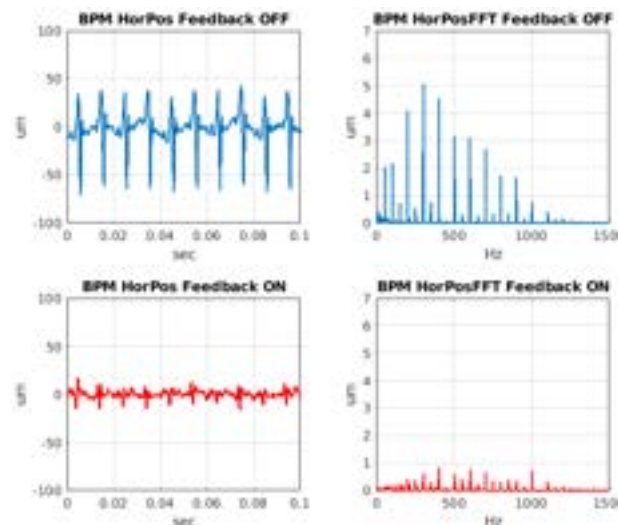 BPM HorPos Feedback OFF
100
50
0
-50
-100
um
0 0.02 0.04 0.06 0.08 0.1
sec
BPM HorPosFFT Feedback OFF
7
6
5
4
3
2
1
0
um
0 500 1000 1500
Hz
BPM HorPos Feedback ON
100
50
0
-50
-100
um
0 0.02 0.04 0.06 0.08 0.1
sec
BPM HorPosFFT Feedback ON
7
6
5
4
3
2
1
0
um
0 500 1000 1500
Hz